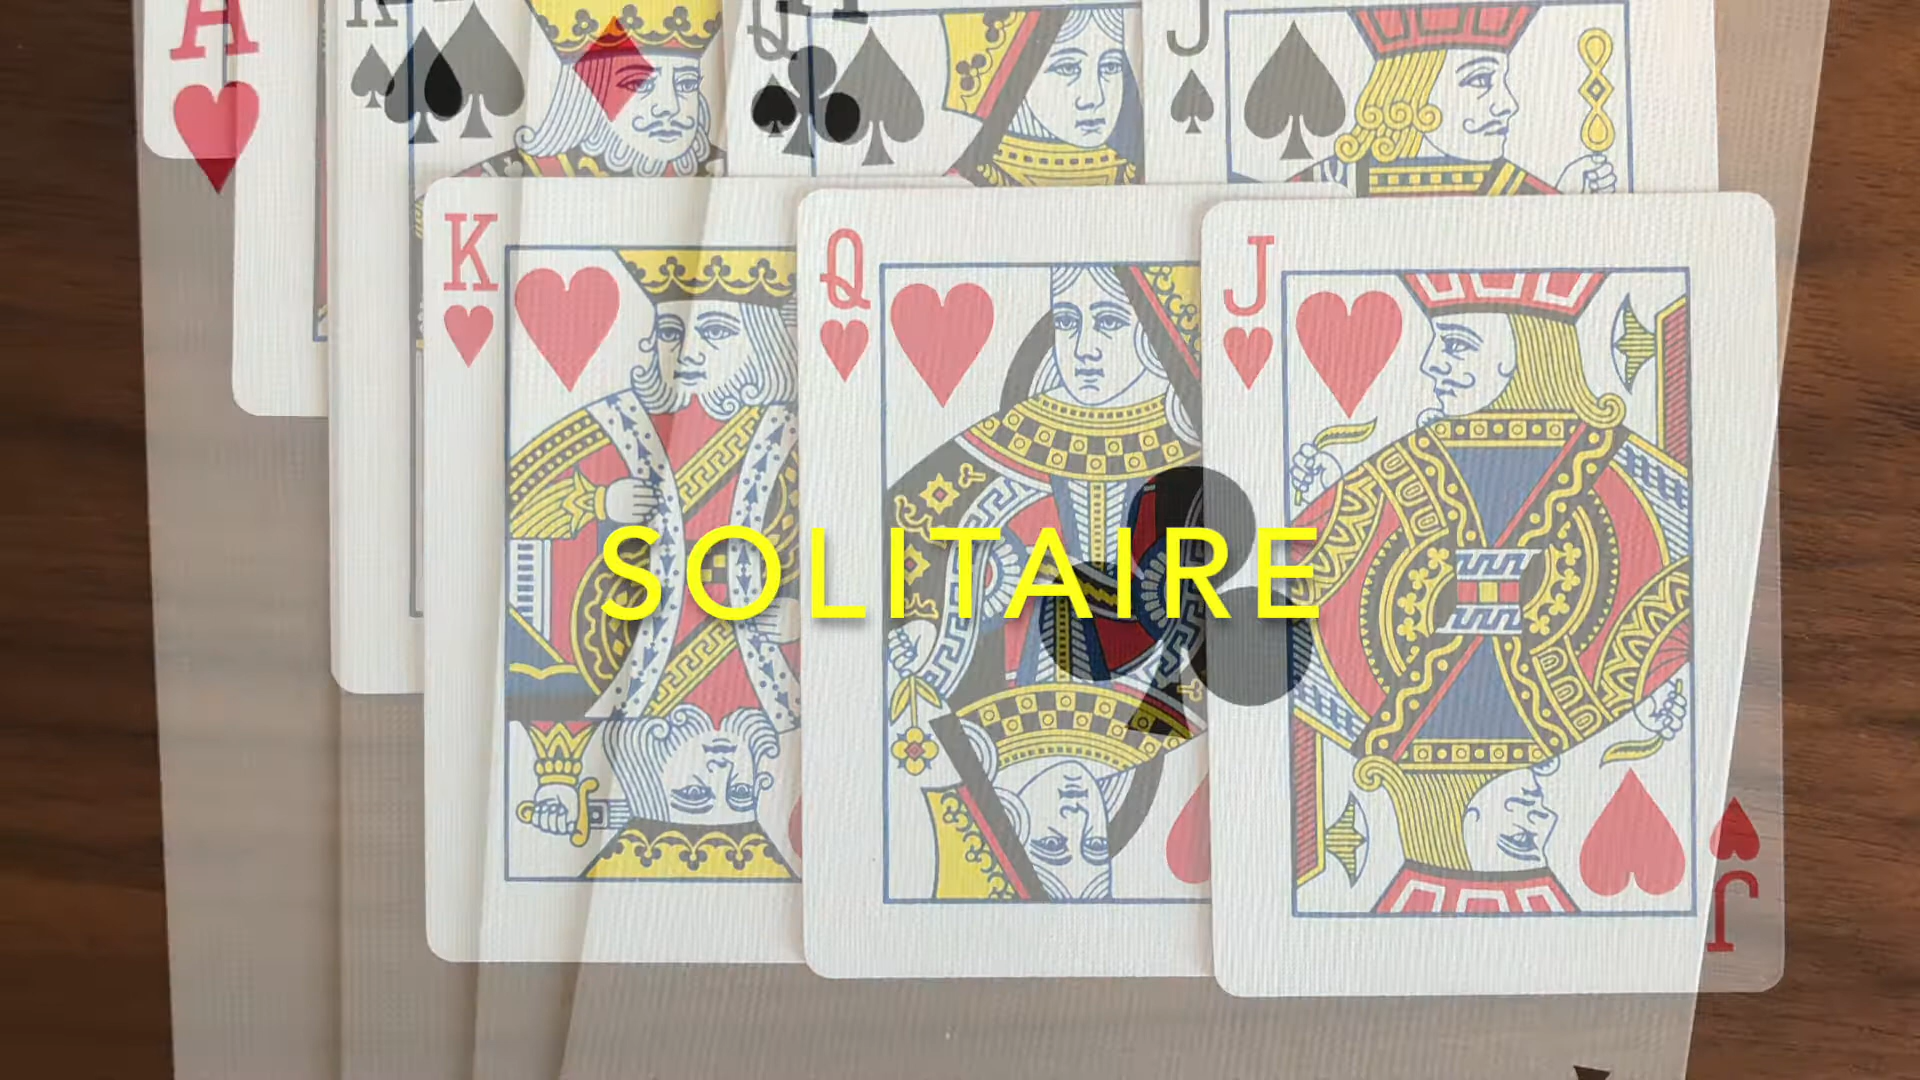 A K Q J
K Q J
SOLITAIRE
J